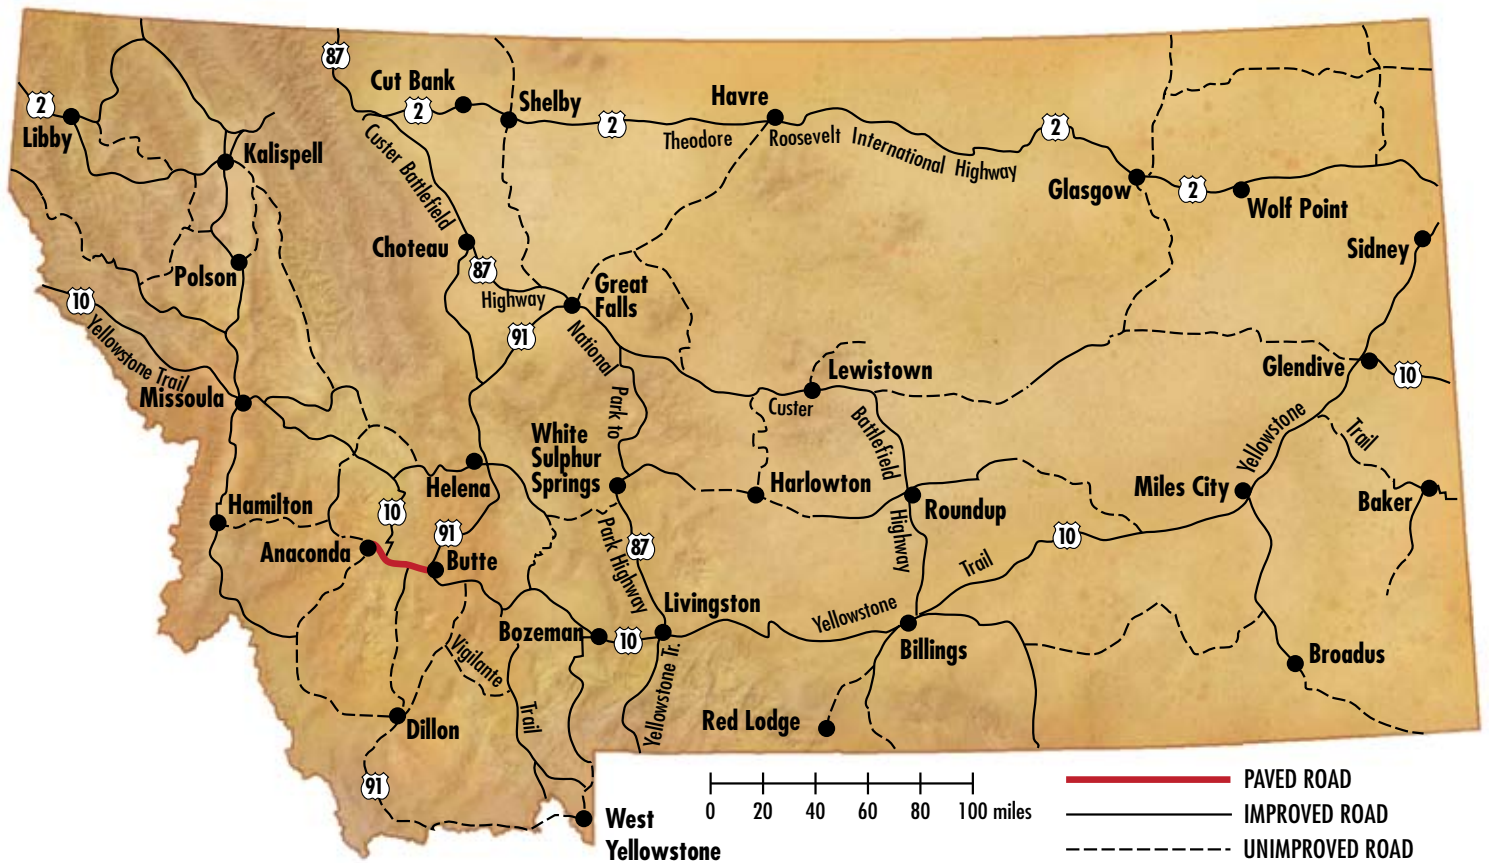 87
Cut Bank
2
Shelby
2
Havre
Theodore Roosevelt International Highway
2
Libby
Kalispell
2
Glasgow
2
Wolf Point
Sidney
Custer Battlefield
Choteau
87
Highway
Polson
10
Yellowstone Trail
Great
Falls
91
National
Park to
Park Highway
Missoula
Lewistown
Custer
Battlefield
Highway
Glendive
10
Yellowstone
Trail
White
Sulphur
Springs
Helena
Harlowton
Roundup
Miles City
Baker
Hamilton
10
91
Anaconda
Butte
87
10
Trail
Livingston
Yellowstone
Bozeman
10
Billings
Broadus
Vigilante
Trail
Yellowstone Tr.
Red Lodge
Dillon
91
West
Yellowstone
0 20 40 60 80 100 miles
PAVED ROAD
IMPROVED ROAD
UNIMPROVED ROAD